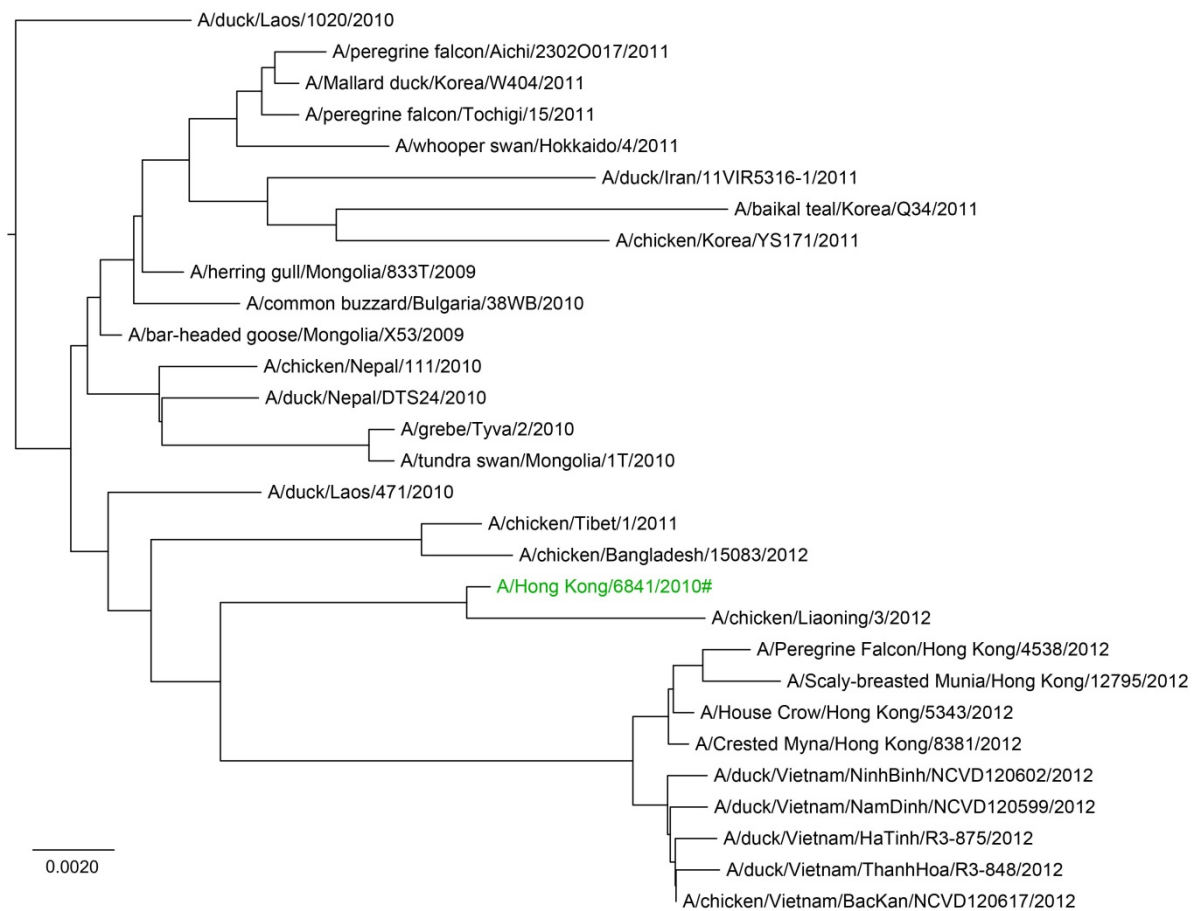 A/duck/Laos/1020/2010
A/peregrine falcon/Aichi/2302O017/2011
A/Mallard duck/Korea/W404/2011
A/peregrine falcon/Tochigi/15/2011
A/whooper swan/Hokkaido/4/2011
A/duck/Iran/11VIR5316-1/2011
A/baikal teal/Korea/Q34/2011
A/chicken/Korea/YS171/2011
A/herring gull/Mongolia/833T/2009
A/common buzzard/Bulgaria/38WB/2010
A/bar-headed goose/Mongolia/X53/2009
A/chicken/Nepal/111/2010
A/duck/Nepal/DTS24/2010
A/grebe/Tyva/2/2010
A/tundra swan/Mongolia/1T/2010
A/duck/Laos/471/2010
A/chicken/Tibet/1/2011
A/chicken/Bangladesh/15083/2012
A/Hong Kong/6841/2010#
A/chicken/Liaoning/3/2012
A/Peregrine Falcon/Hong Kong/4538/2012
A/Scaly-breasted Munia/Hong Kong/12795/2012
A/House Crow/Hong Kong/5343/2012
A/Crested Myna/Hong Kong/8381/2012
A/duck/Vietnam/NinhBinh/NCVD120602/2012
A/duck/Vietnam/NamDinh/NCVD120599/2012
A/duck/Vietnam/HaTinh/R3-875/2012
A/duck/Vietnam/ThanhHoa/R3-848/2012
A/chicken/Vietnam/BacKan/NCVD120617/2012
0.0020